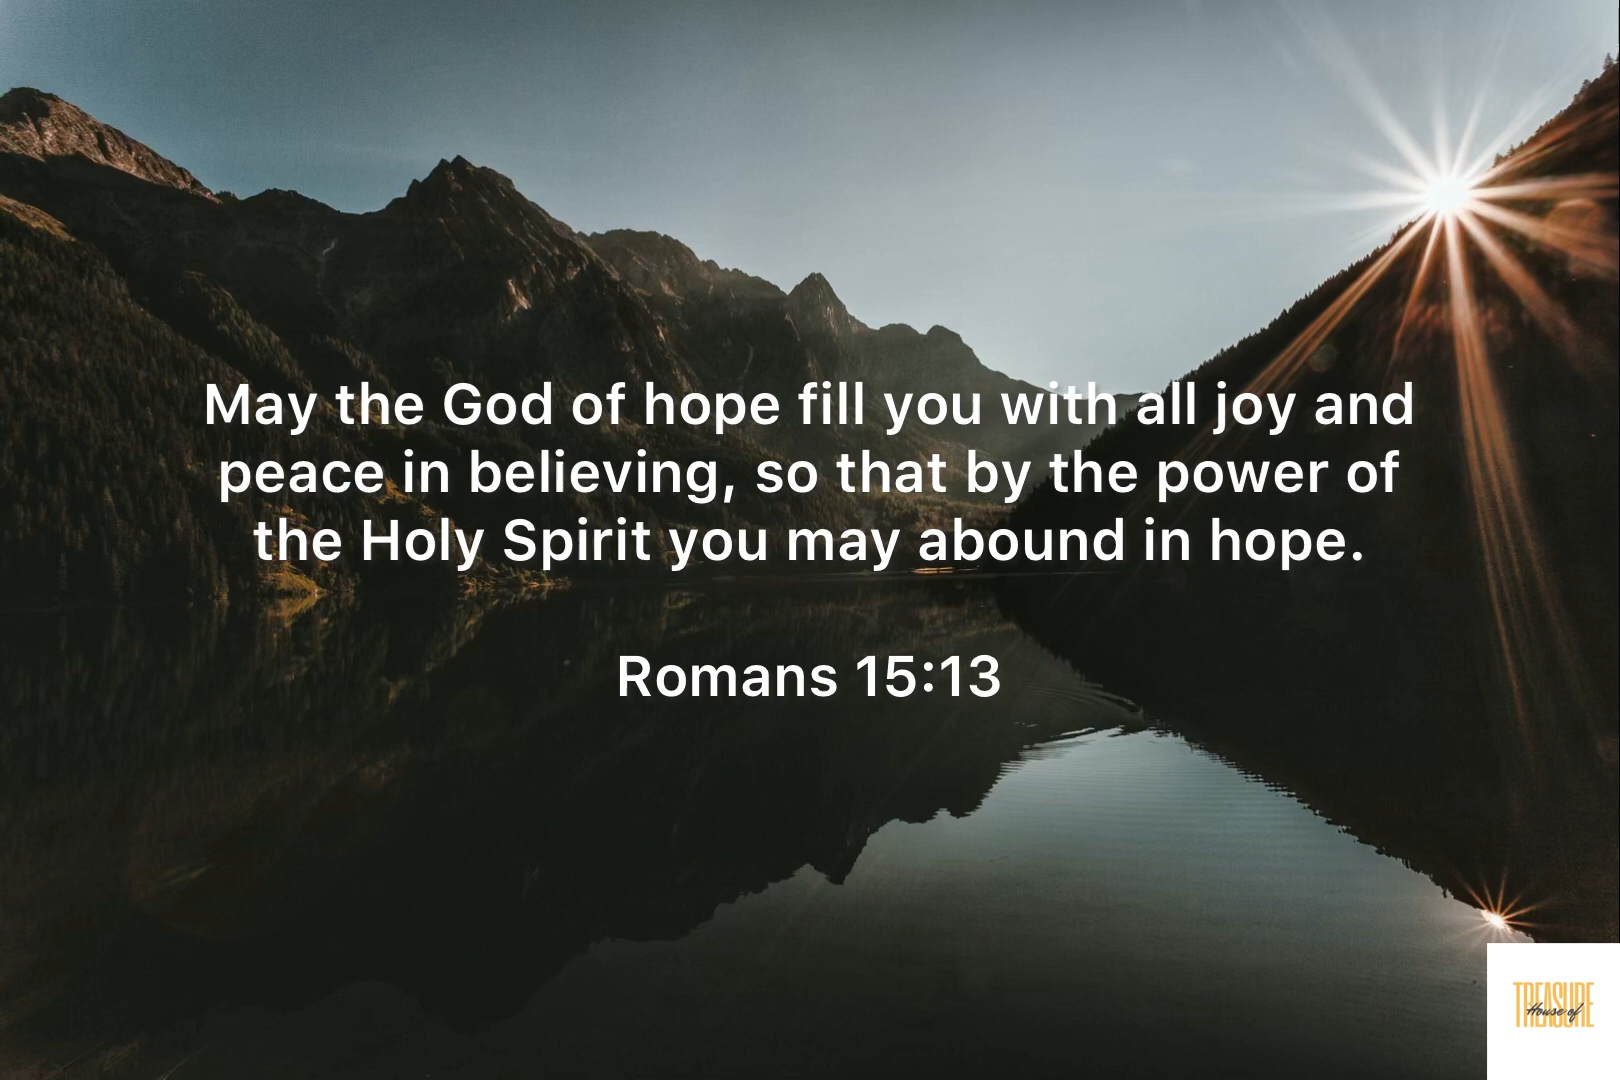 May the God of hope fill you with all joy and
peace in believing, so that by the power of
the Holy Spirit you may abound in hope.
Romans 15:13
TREASURE
House of